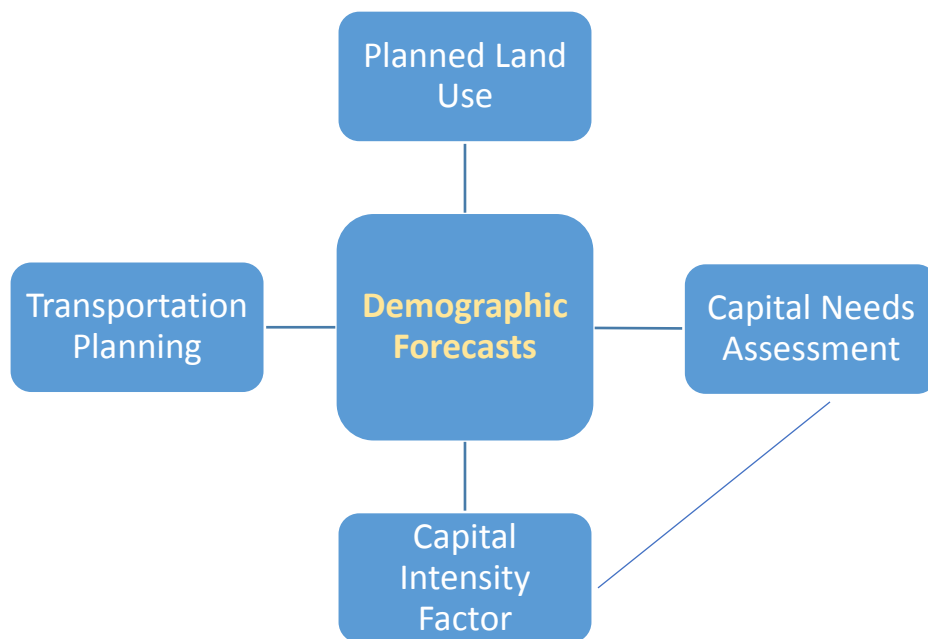 Planned Land
Use
Transportation
Planning
Demographic
Forecasts
Capital Needs
Assessment
Capital
Intensity
Factor